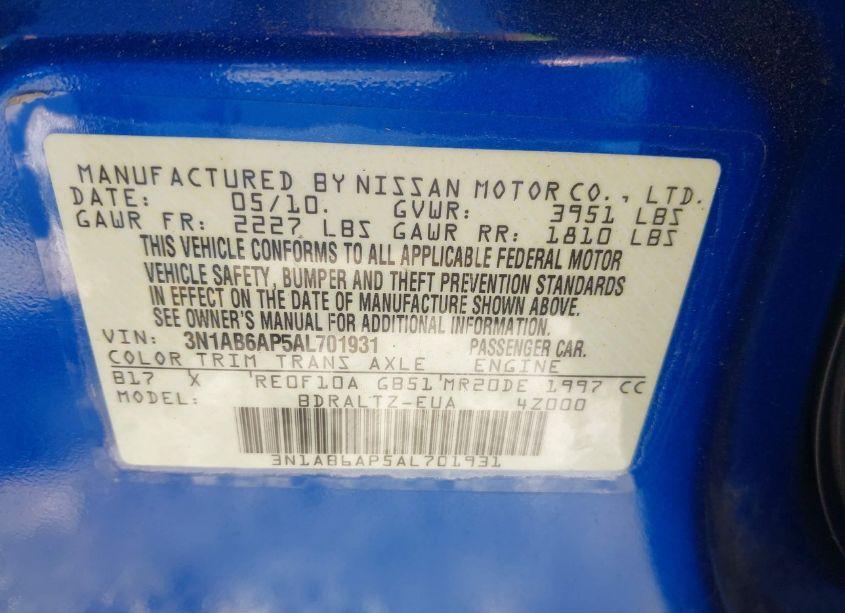 MANUFACTURED BY NISSAN MOTOR CO., LTD.
DATE: 05/10. GVWR: 3951 LBS
GAWR FR: 2227 LBS GAWR RR: 1810 LBS
THIS VEHICLE CONFORMS TO ALL APPLICABLE FEDERAL MOTOR
VEHICLE SAFETY, BUMPER AND THEFT PREVENTION STANDARDS
IN EFFECT ON THE DATE OF MANUFACTURE SHOWN ABOVE.
SEE OWNER'S MANUAL FOR ADDITIONAL INFORMATION.
VIN: 3N1AB6AP5AL701931 PASSENGER CAR.
COLOR TRIM TRANS AXLE ENGINE
B17 X 'RE0F10A GB51'MR20DE 1997 CC
MODEL: BDRALTZ-EUA 4Z000
3N1AB6AP5AL701931